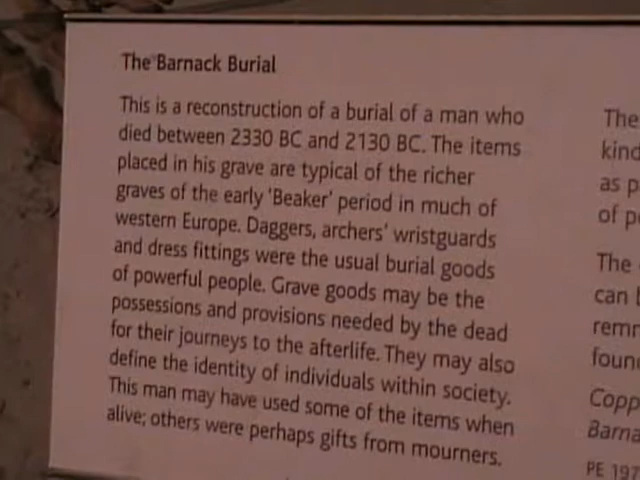 The Barnack Burial
This is a reconstruction of a burial of a man who
died between 2330 BC and 2130 BC. The items
placed in his grave are typical of the richer
graves of the early 'Beaker' period in much of
western Europe. Daggers, archers' wristguards
and dress fittings were the usual burial goods
of powerful people. Grave goods may be the
possessions and provisions needed by the dead
for their journeys to the afterlife. They may also
define the identity of individuals within society.
This man may have used some of the items when
alive; others were perhaps gifts from mourners.
The
kind
as p
of p
The
can
remn
foun
Copp
Barna
PE 197